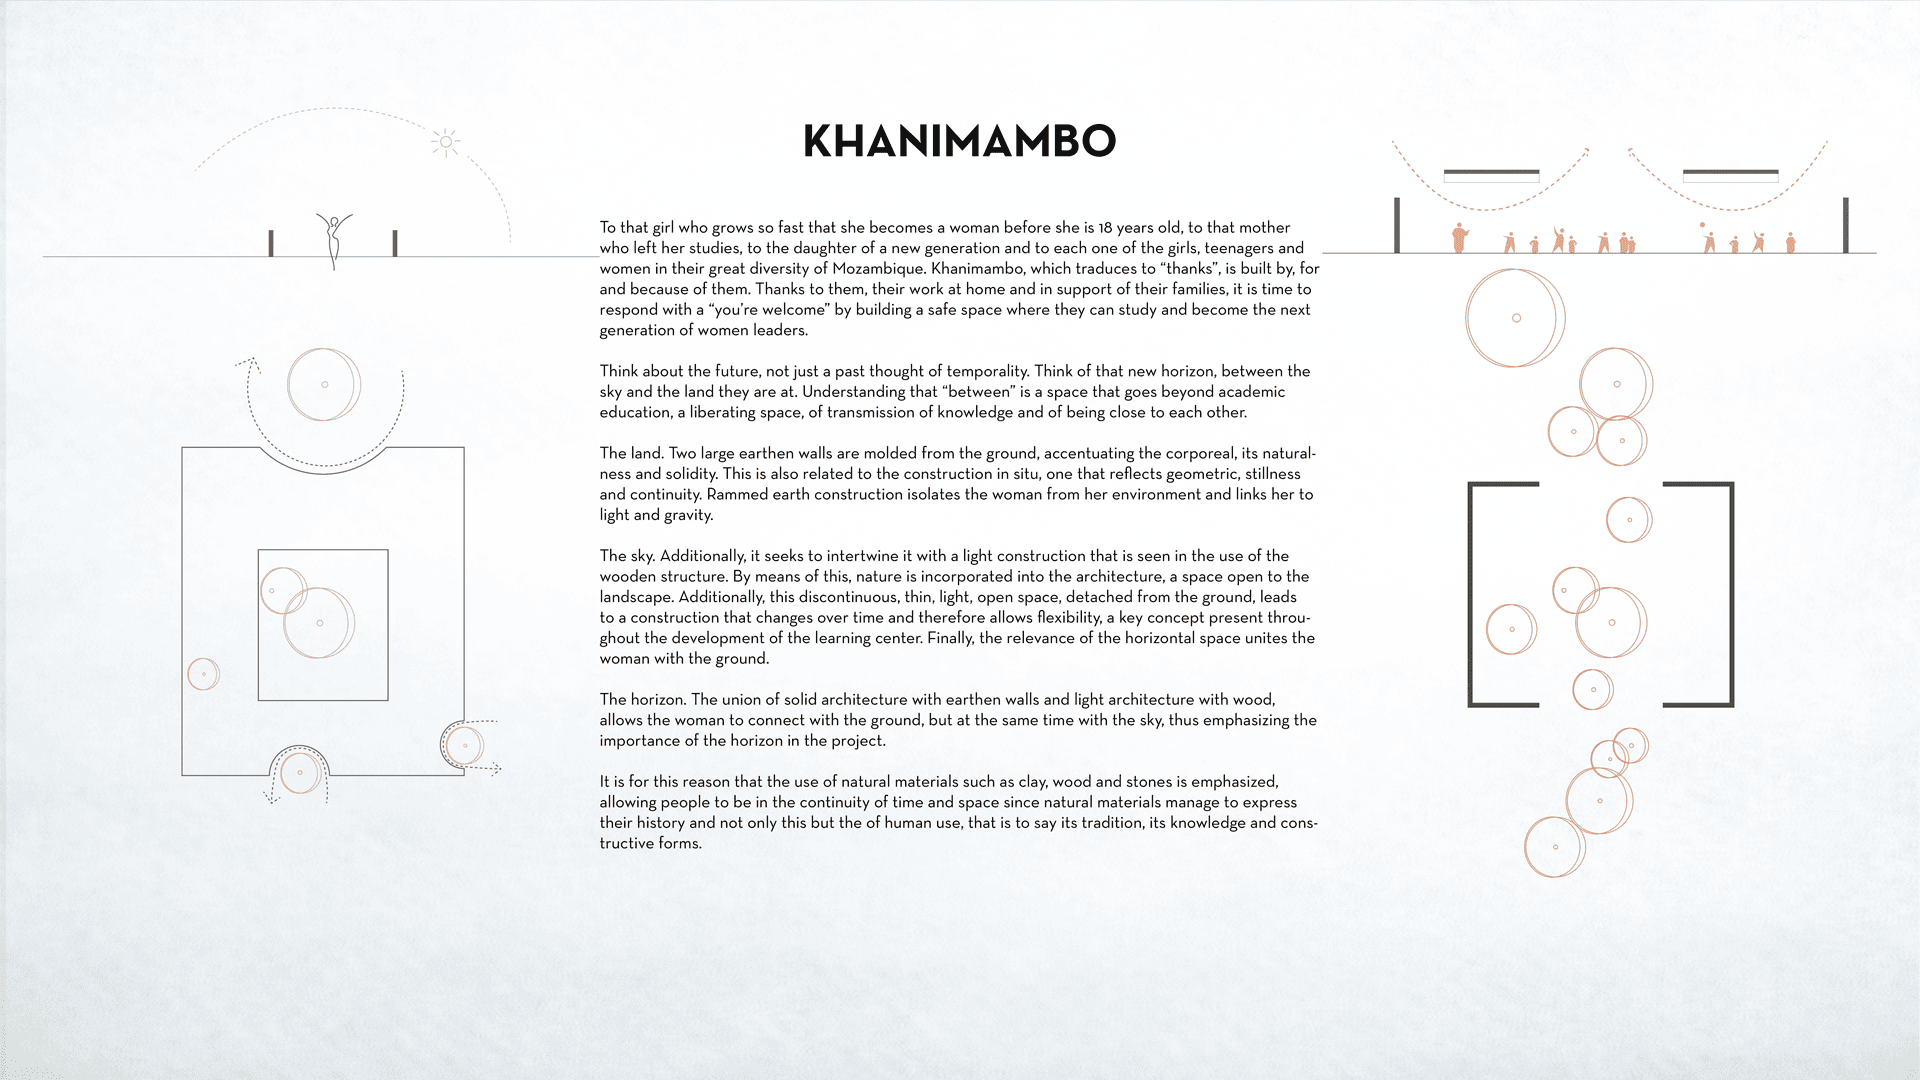 KHANIMAMBO
To that girl who grows so fast that she becomes a woman before she is 18 years old, to that mother
who left her studies, to the daughter of a new generation and to each one of the girls, teenagers and
women in their great diversity of Mozambique. Khanimambo, which traduces to “thanks”, is built by, for
and because of them. Thanks to them, their work at home and in support of their families, it is time to
respond with a “you’re welcome” by building a safe space where they can study and become the next
generation of women leaders.
Think about the future, not just a past thought of temporality. Think of that new horizon, between the
sky and the land they are at. Understanding that “between” is a space that goes beyond academic
education, a liberating space, of transmission of knowledge and of being close to each other.
The land. Two large earthen walls are molded from the ground, accentuating the corporeal, its natural-
ness and solidity. This is also related to the construction in situ, one that reflects geometric, stillness
and continuity. Rammed earth construction isolates the woman from her environment and links her to
light and gravity.
The sky. Additionally, it seeks to intertwine it with a light construction that is seen in the use of the
wooden structure. By means of this, nature is incorporated into the architecture, a space open to the
landscape. Additionally, this discontinuous, thin, light, open space, detached from the ground, leads
to a construction that changes over time and therefore allows flexibility, a key concept present throu-
ghout the development of the learning center. Finally, the relevance of the horizontal space unites the
woman with the ground.
The horizon. The union of solid architecture with earthen walls and light architecture with wood,
allows the woman to connect with the ground, but at the same time with the sky, thus emphasizing the
importance of the horizon in the project.
It is for this reason that the use of natural materials such as clay, wood and stones is emphasized,
allowing people to be in the continuity of time and space since natural materials manage to express
their history and not only this but the of human use, that is to say its tradition, its knowledge and cons-
tructive forms.